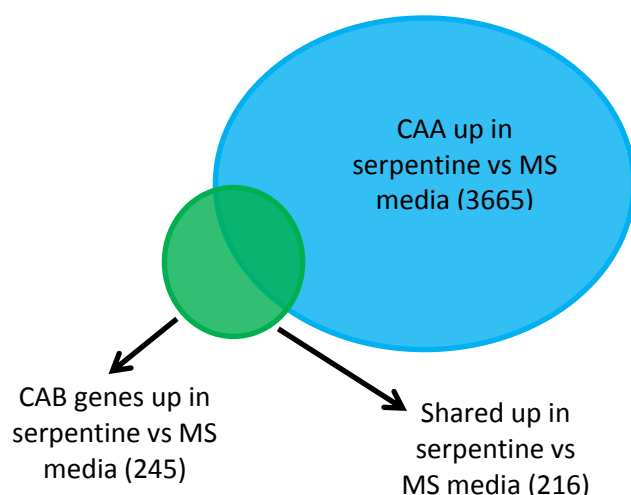 CAA up in
serpentine vs MS
media (3665)
CAB genes up in
serpentine vs MS
media (245)
Shared up in
serpentine vs
MS media (216)